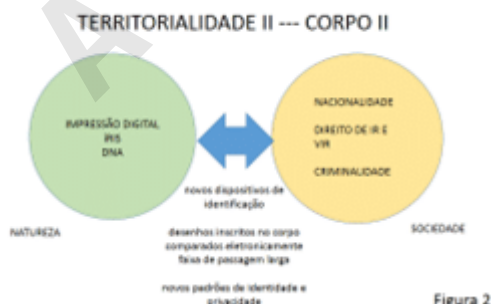 TERRITORIALIDADE II --- CORPO II
IMPRESSÃO DIGITAL
IRIS
DNA
NACIONALIDADE
DIREITO DE IR E
VIR
CRIMINALIDADE
novos dispositivos de
identificação
NATUREZA
SOCIEDADE
desenhos inscritos no corpo
comparados eletronicamente
faixa de passagem larga
novos padrões de identidade e
privacidade
Figura 2